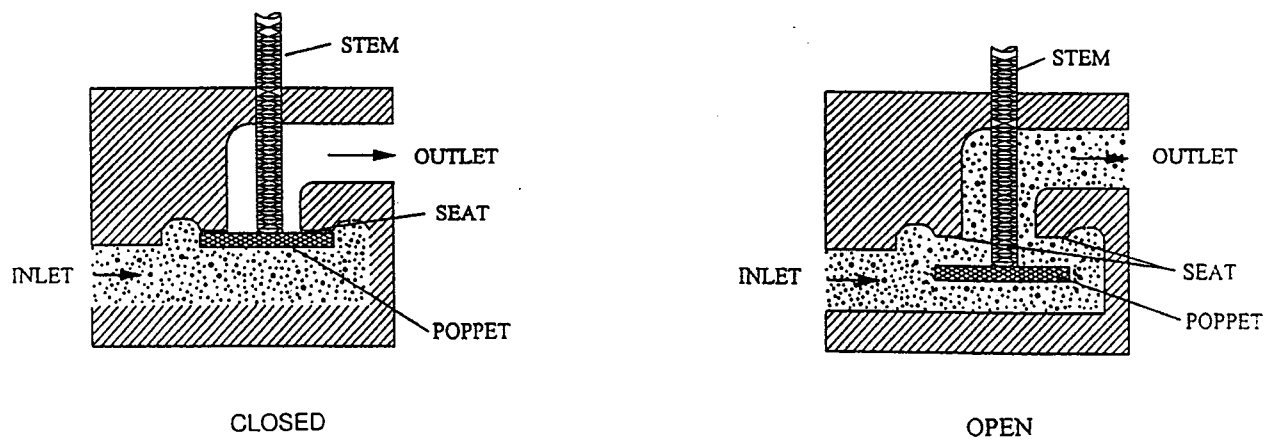 STEM
OUTLET
SEAT
INLET
POPPET
CLOSED
STEM
OUTLET
SEAT
INLET
POPPET
OPEN